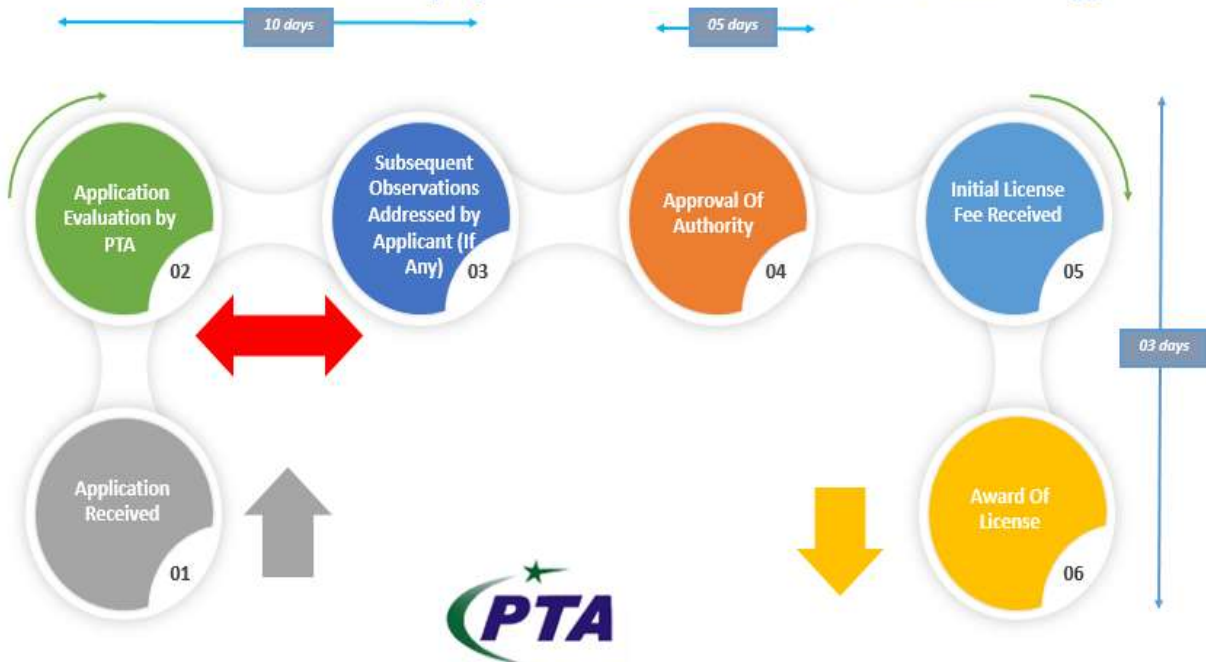 10 days
05 days
Application
Evaluation by
PTA
02
Subsequent
Observations
Addressed by
Applicant (If
Any)
03
Approval Of
Authority
04
Initial License
Fee Received
05
03 days
Application
Received
01
Award Of
License
06
PTA